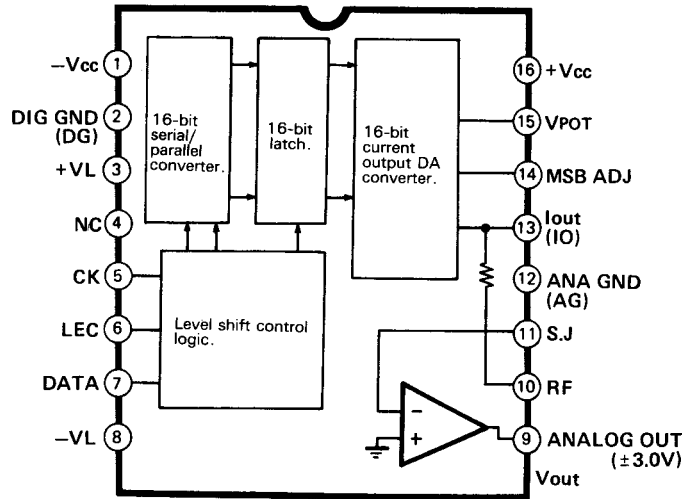 −Vcc 1
DIG GND 2
(DG)
+VL 3
NC 4
CK 5
LEC 6
DATA 7
−VL 8
16-bit
serial/
parallel
converter.
16-bit
latch.
16-bit
current
output DA
converter.
Level shift control
logic.
−
+
16 +Vcc
15 VPOT
14 MSB ADJ
13 Iout
(IO)
12 ANA GND
(AG)
11 S.J
10 RF
9 ANALOG OUT
(±3.0V)
Vout